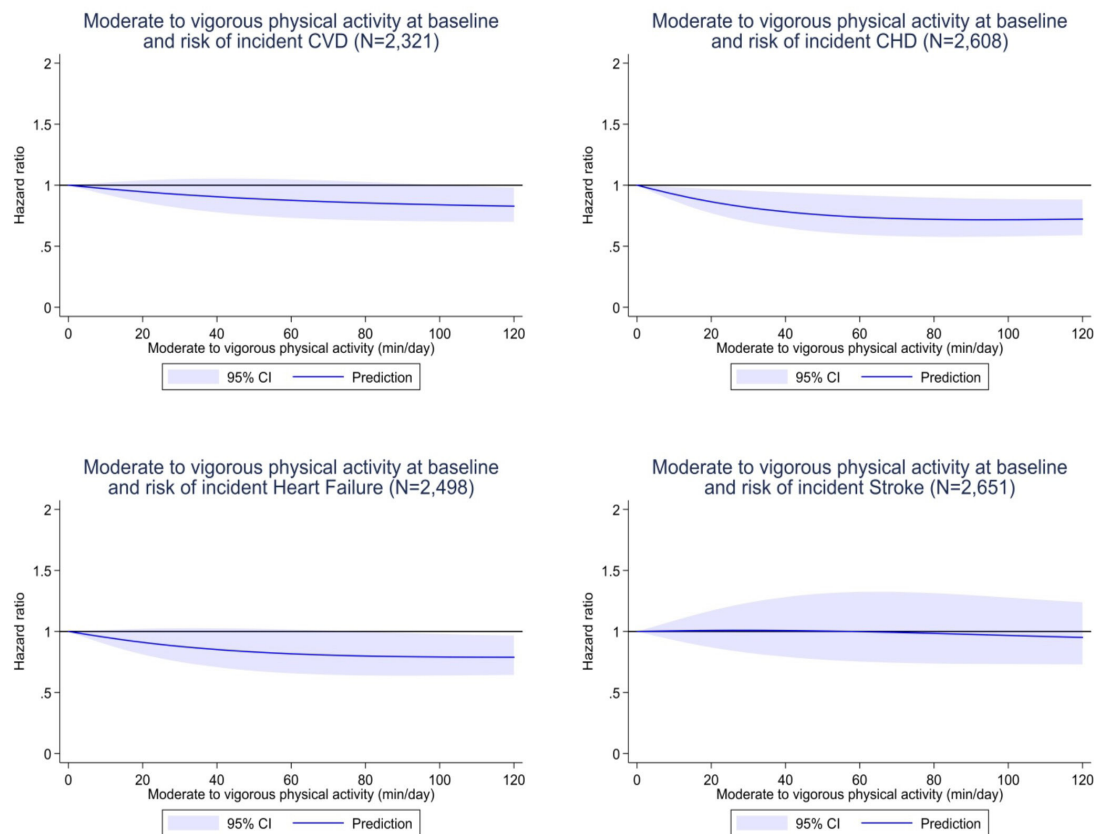 Moderate to vigorous physical activity at baseline
and risk of incident CVD (N=2,321)
2
1.5
1
.5
0
Hazard ratio
0 20 40 60 80 100 120
Moderate to vigorous physical activity (min/day)
95% CI Prediction
Moderate to vigorous physical activity at baseline
and risk of incident CHD (N=2,608)
2
1.5
1
.5
0
Hazard ratio
0 20 40 60 80 100 120
Moderate to vigorous physical activity (min/day)
95% CI Prediction
Moderate to vigorous physical activity at baseline
and risk of incident Heart Failure (N=2,498)
2
1.5
1
.5
0
Hazard ratio
0 20 40 60 80 100 120
Moderate to vigorous physical activity (min/day)
95% CI Prediction
Moderate to vigorous physical activity at baseline
and risk of incident Stroke (N=2,651)
2
1.5
1
.5
0
Hazard ratio
0 20 40 60 80 100 120
Moderate to vigorous physical activity (min/day)
95% CI Prediction